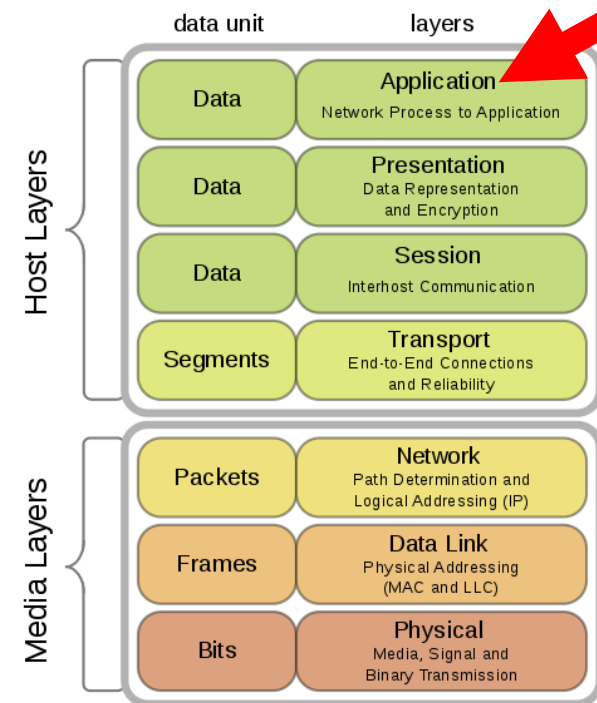 data unit
layers
Host Layers
Data
Application
Network Process to Application
Data
Presentation
Data Representation
and Encryption
Data
Session
Interhost Communication
Segments
Transport
End-to-End Connections
and Reliability
Media Layers
Packets
Network
Path Determination and
Logical Addressing (IP)
Frames
Data Link
Physical Addressing
(MAC and LLC)
Bits
Physical
Media, Signal and
Binary Transmission